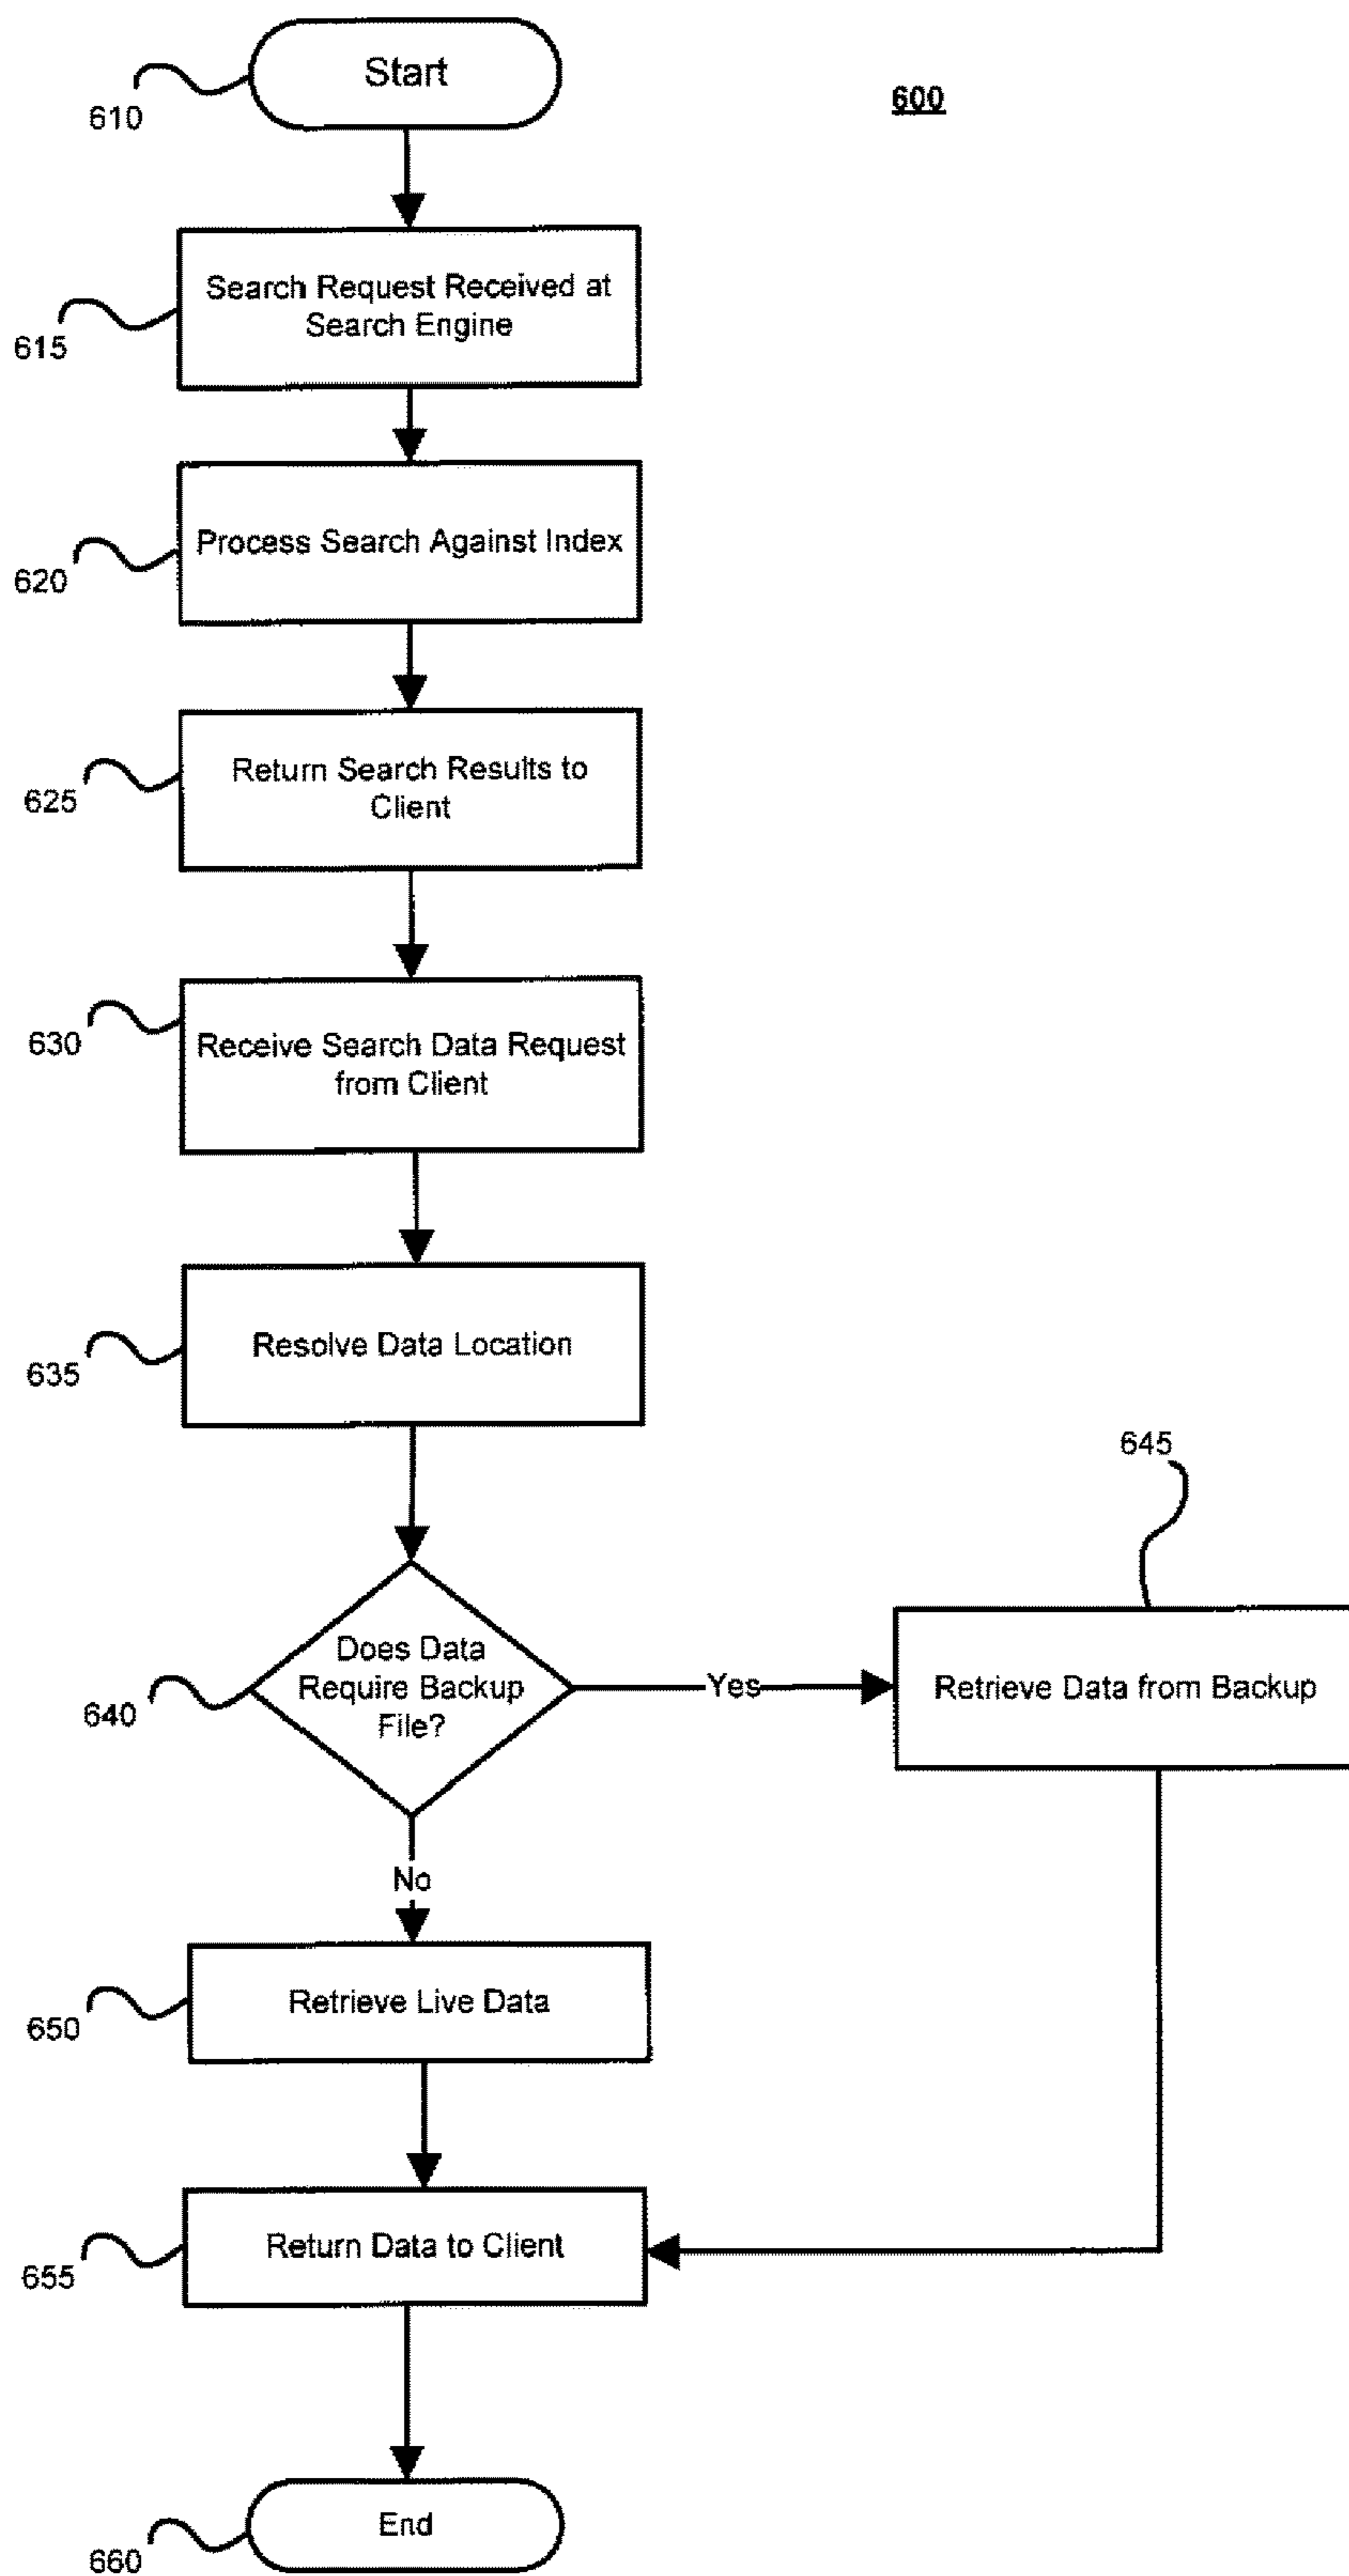 Start
610
600
Search Request Received at
Search Engine
615
Process Search Against Index
620
Return Search Results to
Client
625
Receive Search Data Request
from Client
630
Resolve Data Location
635
645
Does Data
Require Backup
File?
640
Yes
Retrieve Data from Backup
No
Retrieve Live Data
650
Return Data to Client
655
End
660